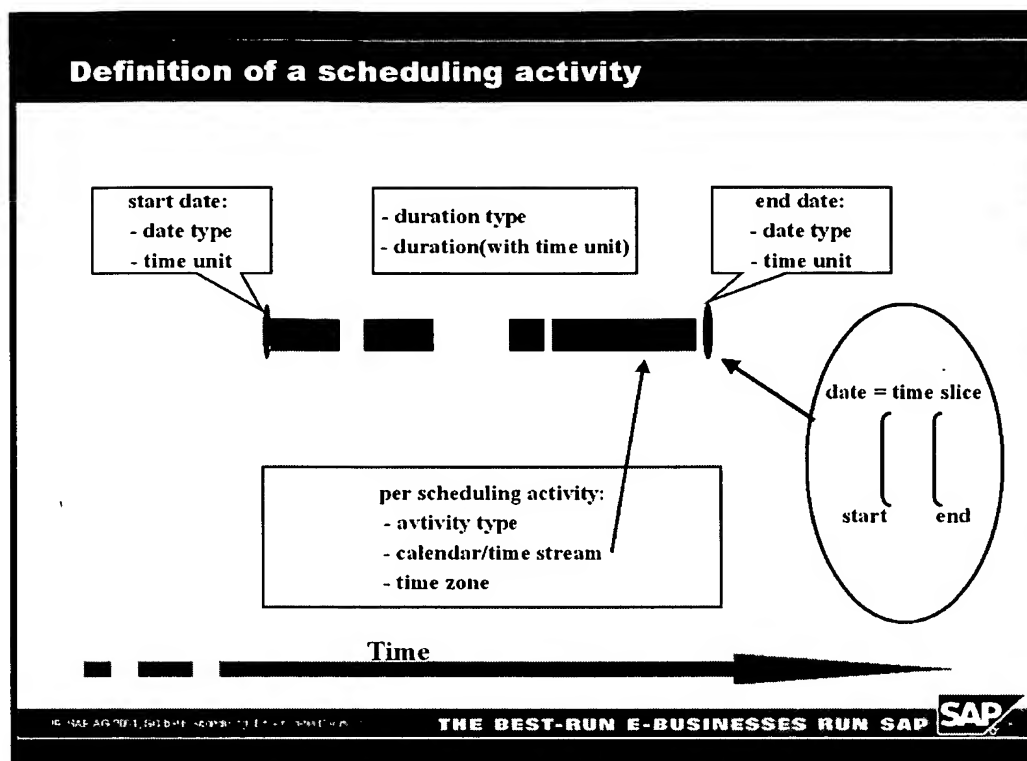 Definition of a scheduling activity
start date:
- date type
- time unit
- duration type
- duration(with time unit)
end date:
- date type
- time unit
date = time slice
start end
per scheduling activity:
- avtivity type
- calendar/time stream
- time zone
Time
SAP AG
THE BEST-RUN E-BUSINESSES RUN SAP
SAP